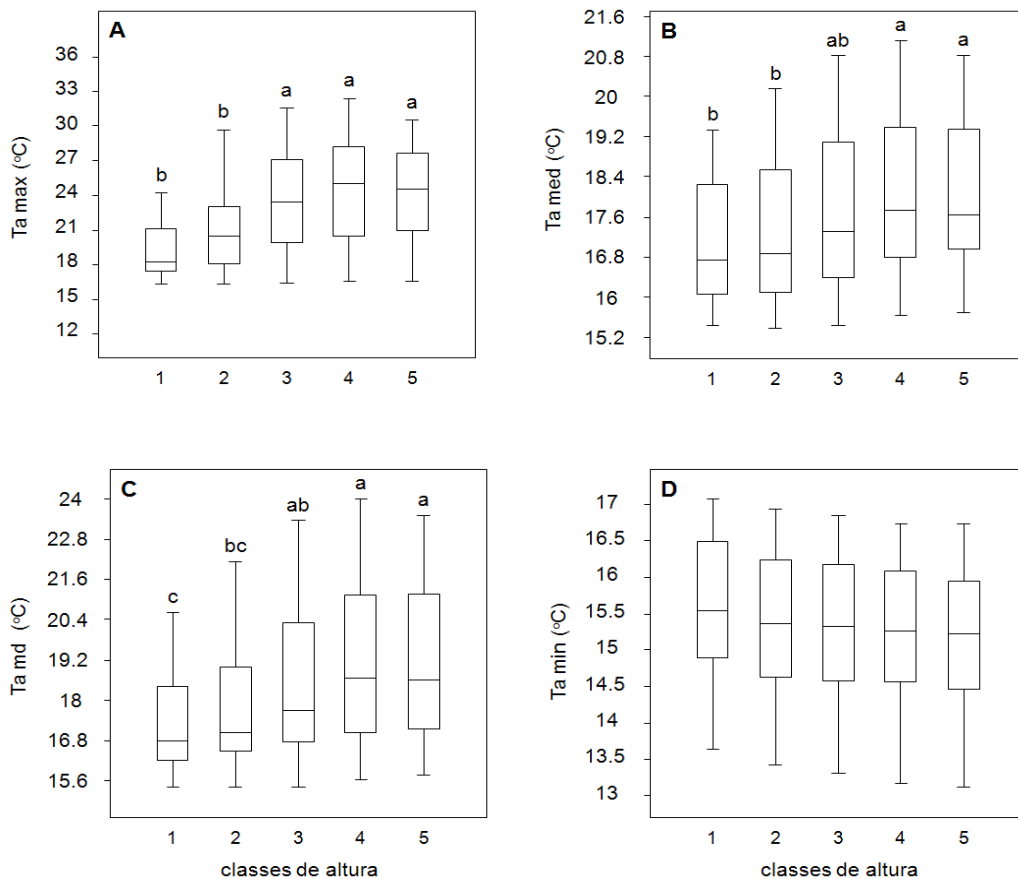 A
Ta max (ºC)
36
33
30
27
24
21
18
15
12
b
b
a
a
a
1 2 3 4 5
B
Ta med (ºC)
21.6
20.8
20
19.2
18.4
17.6
16.8
16
15.2
b
b
ab
a
a
1 2 3 4 5
C
Ta md (ºC)
24
22.8
21.6
20.4
19.2
18
16.8
15.6
c
bc
ab
a
a
1 2 3 4 5
classes de altura
D
Ta min (ºC)
17
16.5
16
15.5
15
14.5
14
13.5
13
1 2 3 4 5
classes de altura